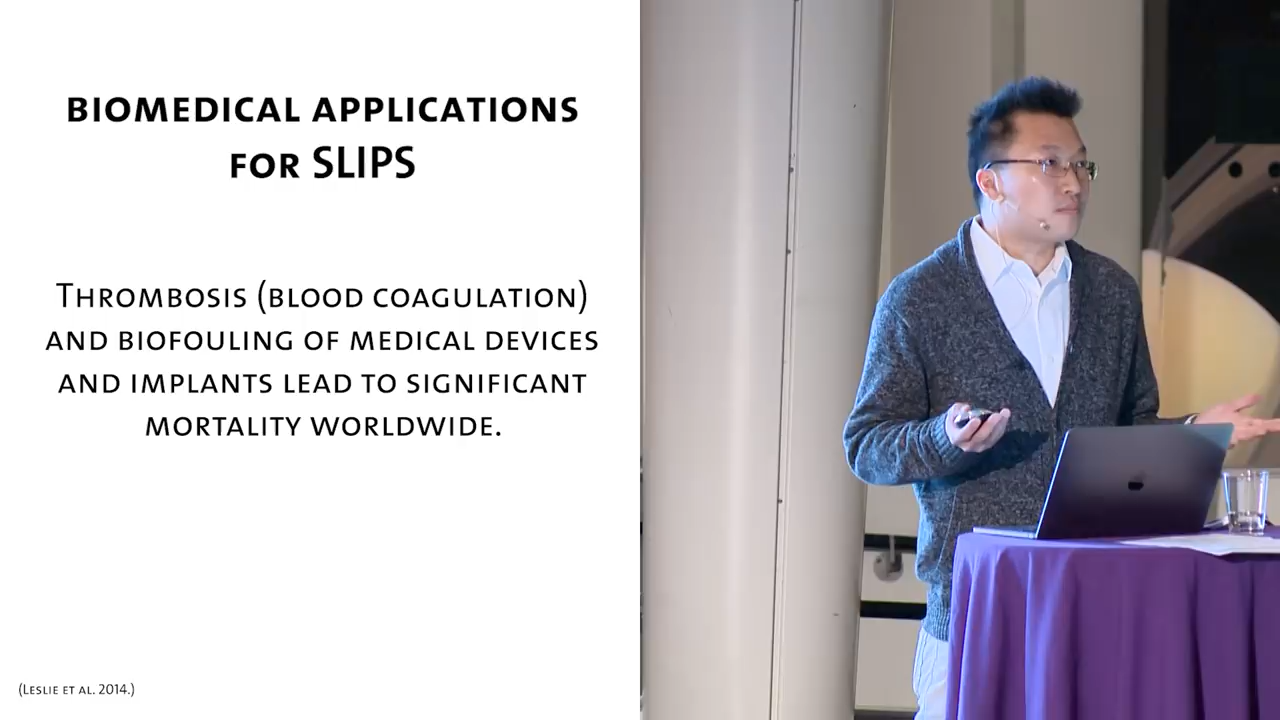 BIOMEDICAL APPLICATIONS
FOR SLIPS
THROMBOSIS (BLOOD COAGULATION)
AND BIOFOULING OF MEDICAL DEVICES
AND IMPLANTS LEAD TO SIGNIFICANT
MORTALITY WORLDWIDE.
(LESLIE ET AL. 2014.)